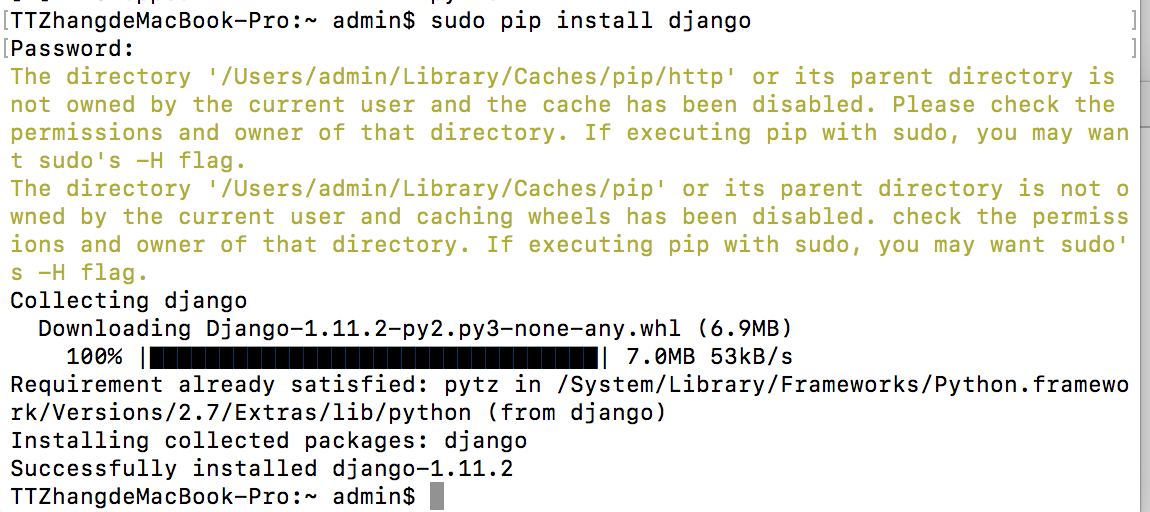 [TTZhangdeMacBook-Pro:~ admin$ sudo pip install django ]
[Password: ]
The directory '/Users/admin/Library/Caches/pip/http' or its parent directory is
not owned by the current user and the cache has been disabled. Please check the
permissions and owner of that directory. If executing pip with sudo, you may wan
t sudo's -H flag.
The directory '/Users/admin/Library/Caches/pip' or its parent directory is not o
wned by the current user and caching wheels has been disabled. check the permiss
ions and owner of that directory. If executing pip with sudo, you may want sudo'
s -H flag.
Collecting django
  Downloading Django-1.11.2-py2.py3-none-any.whl (6.9MB)
    100% |████████████████████████████████| 7.0MB 53kB/s
Requirement already satisfied: pytz in /System/Library/Frameworks/Python.framewo
rk/Versions/2.7/Extras/lib/python (from django)
Installing collected packages: django
Successfully installed django-1.11.2
TTZhangdeMacBook-Pro:~ admin$